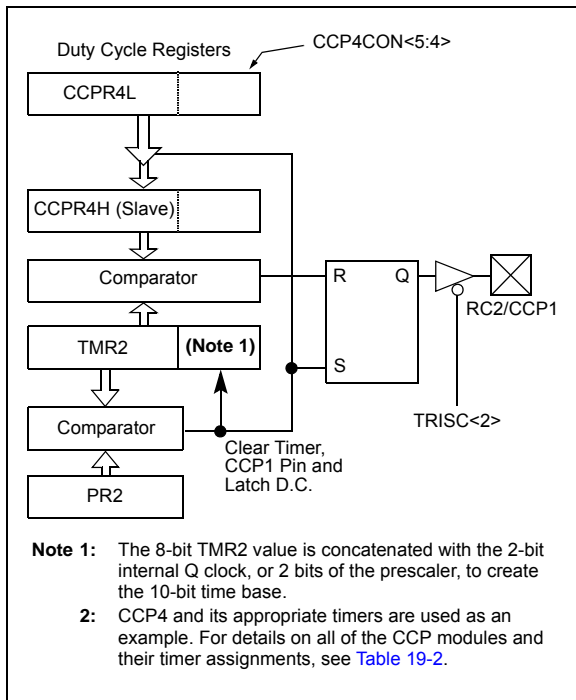 Duty Cycle Registers
CCP4CON<5:4>
CCPR4L
CCPR4H (Slave)
Comparator
R
Q
RC2/CCP1
TMR2
(Note 1)
S
TRISC<2>
Comparator
Clear Timer,
CCP1 Pin and
Latch D.C.
PR2
Note 1: The 8-bit TMR2 value is concatenated with the 2-bit
internal Q clock, or 2 bits of the prescaler, to create
the 10-bit time base.
2: CCP4 and its appropriate timers are used as an
example. For details on all of the CCP modules and
their timer assignments, see Table 19-2.